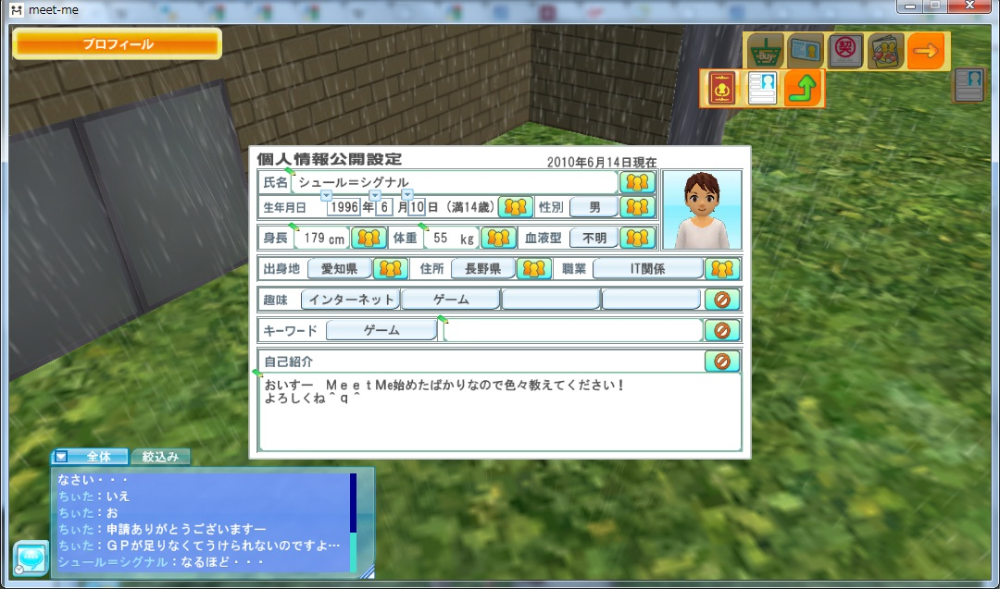 meet-me
プロフィール
Buy
契
個人情報公開設定
2010年6月14日現在
氏名 シュール＝シグナル
生年月日 1996 年 6 月 10 日 (満14歳) 性別 男
身長 179 cm 体重 55 kg 血液型 不明
出身地 愛知県 住所 長野県 職業 IT関係
趣味 インターネット ゲーム
キーワード ゲーム
自己紹介
おいすー　ＭｅｅｔＭe始めたばかりなので色々教えてください！
よろしくね＾ｑ＾
全体 絞込み
なさい・・・
ちぃた：いえ
ちぃた：お
ちぃた：申請ありがとうございますー
ちぃた：ＧＰが足りなくてうけられないのですよ…
シュール＝シグナル：なるほど・・・